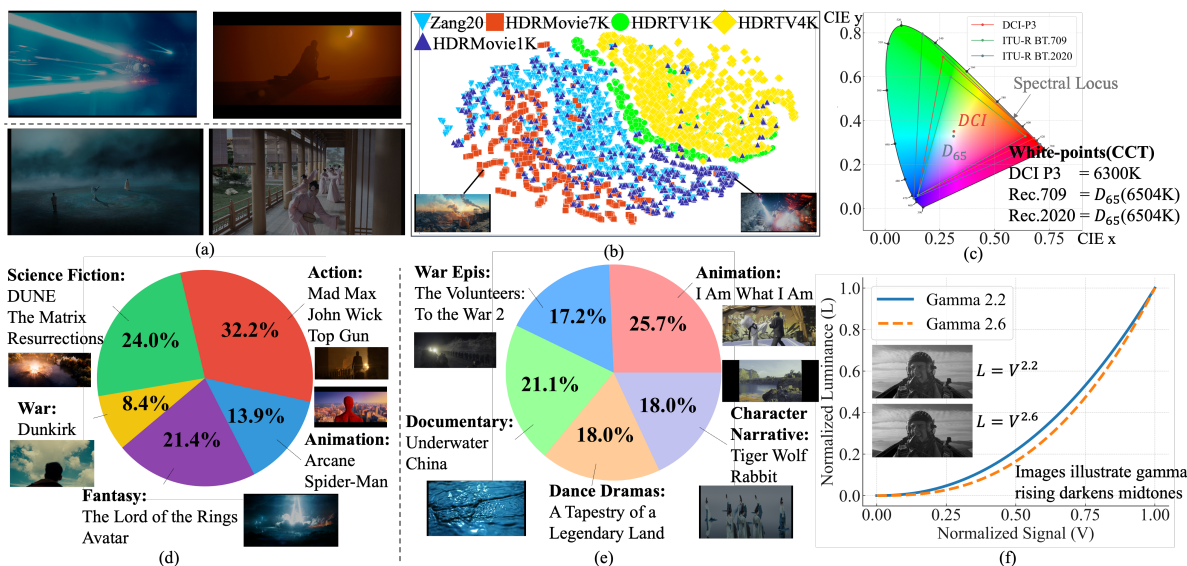 Zang20 HDRMovie7K HDRTV1K HDRTV4K
HDRMovie1K
(a)
(b)
CIE y
0.8
0.6
0.4
0.2
0.0
0.00 0.25 0.50 0.75
CIE x
DCI-P3
ITU-R BT.709
ITU-R BT.2020
Spectral Locus
DCI
D65
White-points(CCT)
DCI P3 = 6300K
Rec.709 = D65(6504K)
Rec.2020 = D65(6504K)
(c)
Science Fiction:
DUNE
The Matrix
Resurrections
Action:
Mad Max
John Wick
Top Gun
24.0%
32.2%
8.4%
13.9%
21.4%
War:
Dunkirk
Animation:
Arcane
Spider-Man
Fantasy:
The Lord of the Rings
Avatar
(d)
War Epis:
The Volunteers:
To the War 2
Animation:
I Am What I Am
17.2%
25.7%
21.1%
18.0%
18.0%
Documentary:
Underwater
China
Character
Narrative:
Tiger Wolf
Rabbit
Dance Dramas:
A Tapestry of a
Legendary Land
(e)
Normalized Luminance (L)
1.0
0.8
0.6
0.4
0.2
0.0
Gamma 2.2
Gamma 2.6
L = V^2.2
L = V^2.6
Images illustrate gamma
rising darkens midtones
0.00 0.25 0.50 0.75 1.00
Normalized Signal (V)
(f)